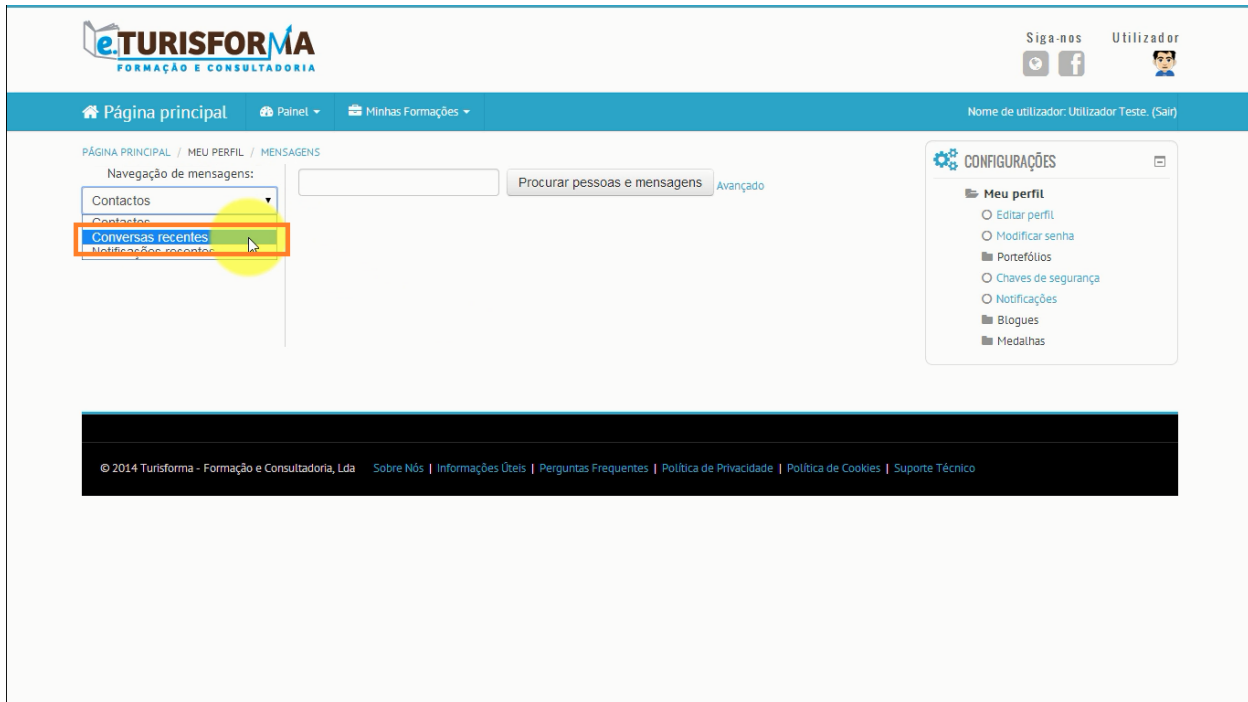 e.TURISFORMA
FORMAÇÃO E CONSULTADORIA
Siga-nos Utilizador
Página principal Painel Minhas Formações Nome de utilizador: Utilizador Teste. (Sair)
PÁGINA PRINCIPAL / MEU PERFIL / MENSAGENS
Navegação de mensagens:
Contactos
Contactos
Conversas recentes
Notificações recentes
Procurar pessoas e mensagens Avançado
CONFIGURAÇÕES
Meu perfil
Editar perfil
Modificar senha
Portefólios
Chaves de segurança
Notificações
Blogues
Medalhas
© 2014 Turisforma - Formação e Consultadoria, Lda Sobre Nós | Informações Úteis | Perguntas Frequentes | Política de Privacidade | Política de Cookies | Suporte Técnico